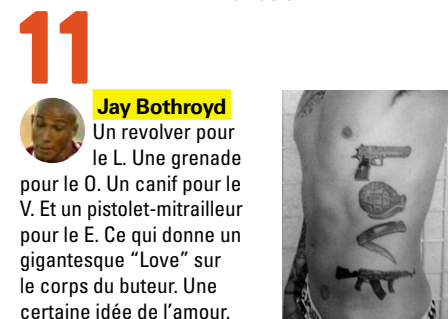 11
Jay Bothroyd
Un revolver pour
le L. Une grenade
pour le O. Un canif pour le
V. Et un pistolet-mitrailleur
pour le E. Ce qui donne un
gigantesque “Love” sur
le corps du buteur. Une
certaine idée de l’amour.